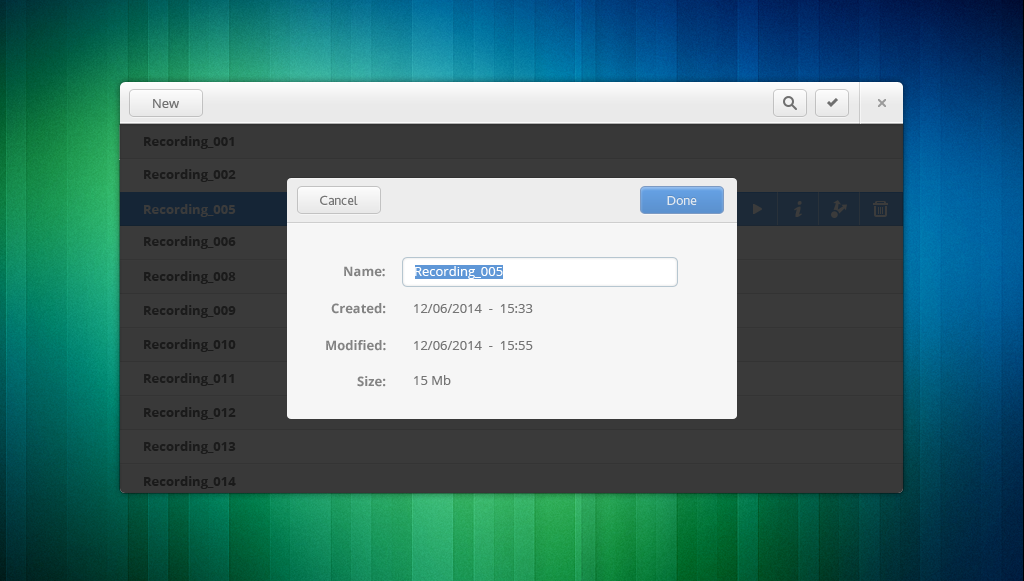 New
Recording_001
Recording_002
Recording_005
Recording_006
Recording_008
Recording_009
Recording_010
Recording_011
Recording_012
Recording_013
Recording_014
Cancel
Done
Name: Recording_005
Created: 12/06/2014 - 15:33
Modified: 12/06/2014 - 15:55
Size: 15 Mb